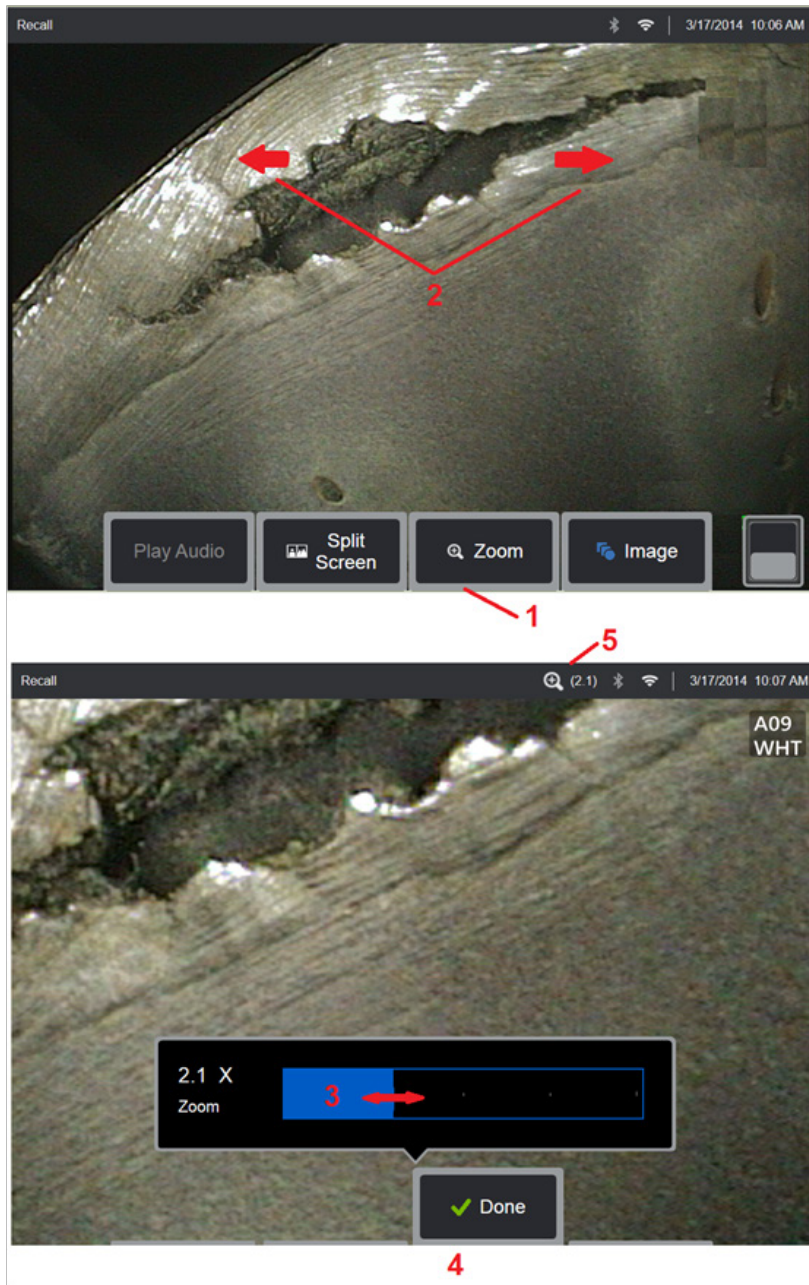 Recall 3/17/2014 10:06 AM
2
Play Audio
Split
Screen
Zoom
Image
1
5
Recall (2.1) 3/17/2014 10:07 AM
A09
WHT
2.1 X
Zoom
3
Done
4